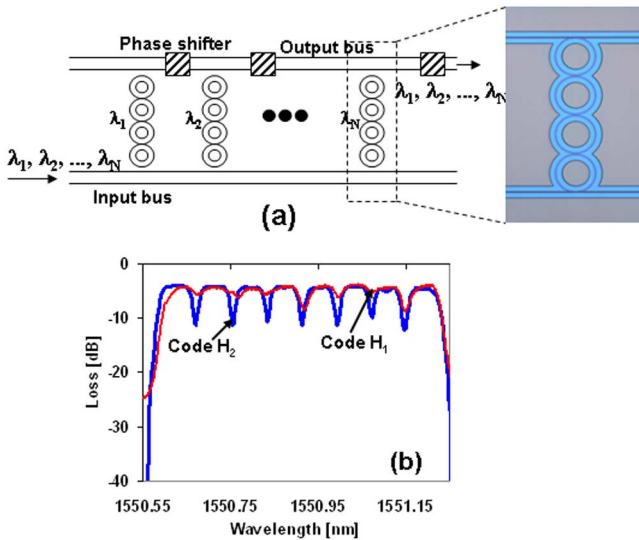 Phase shifter
Output bus
λ1
λ2
λN
λ1, λ2, ..., λN
λ1, λ2, ..., λN
Input bus
(a)
0
-10
-20
-30
-40
Loss [dB]
Code H2
Code H1
(b)
1550.55
1550.75
1550.95
1551.15
Wavelength [nm]